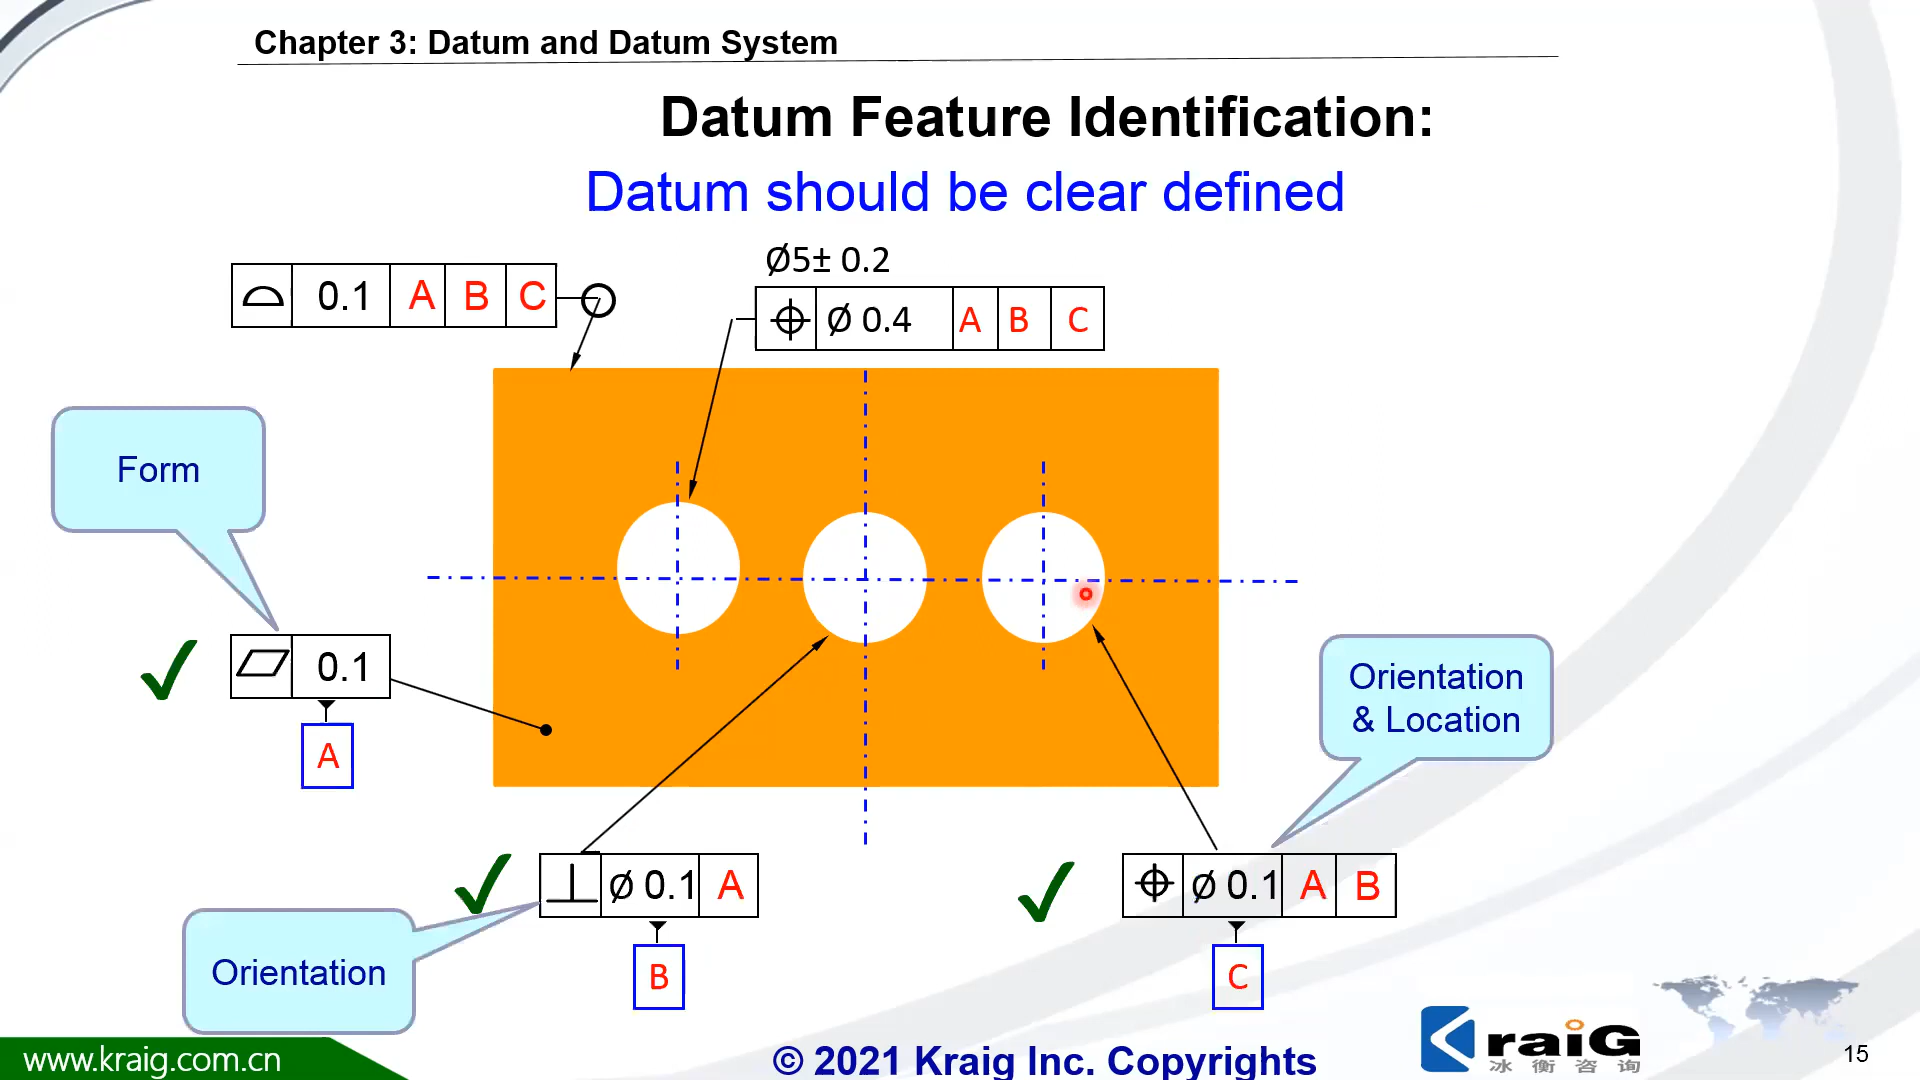 Chapter 3: Datum and Datum System
Datum Feature Identification:
Datum should be clear defined
Ø5± 0.2
⌓ 0.1 A B C
⌖ Ø 0.4 A B C
Form
⏥ 0.1
A
Orientation
& Location
⊥ Ø 0.1 A
B
⌖ Ø 0.1 A B
C
Orientation
www.kraig.com.cn
© 2021 Kraig Inc. Copyrights
KraiG
冰衡咨询
15